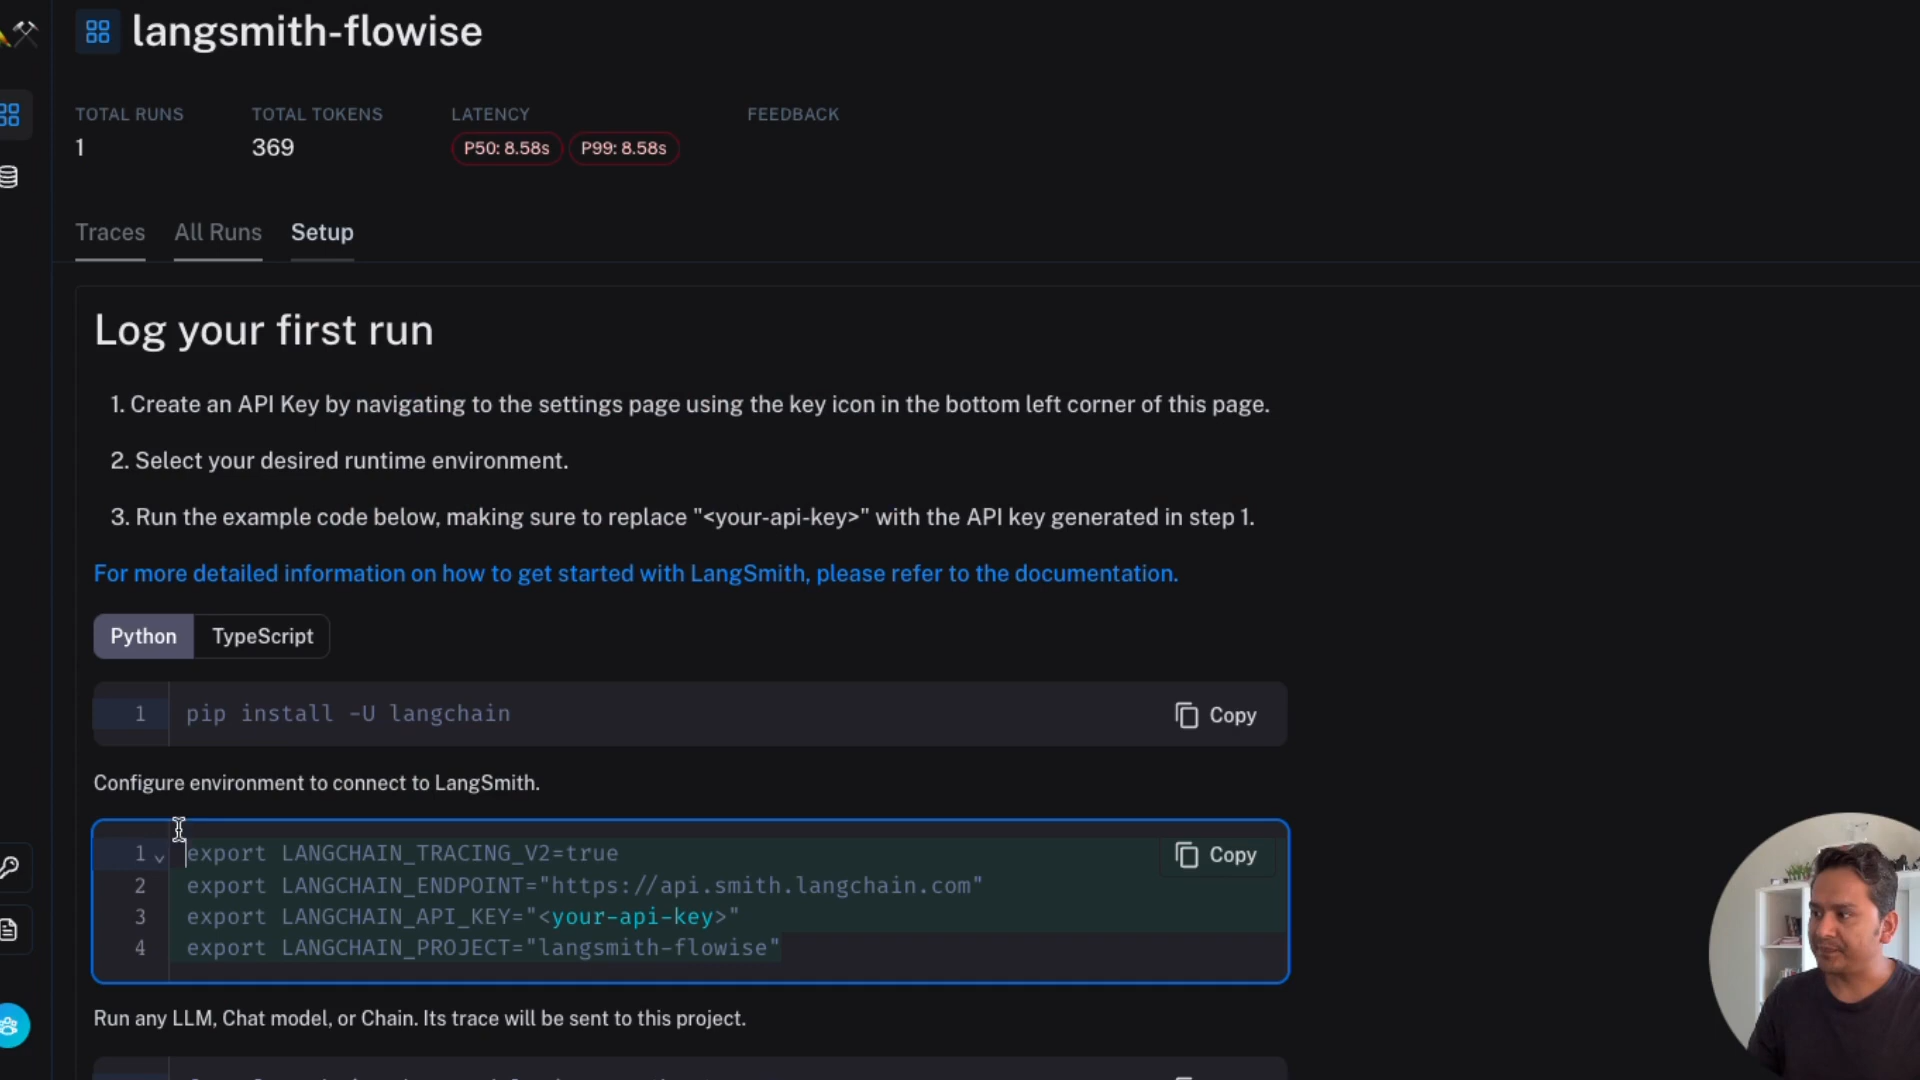 langsmith-flowise
TOTAL RUNS TOTAL TOKENS LATENCY FEEDBACK
1 369 P50: 8.58s P99: 8.58s
Traces All Runs Setup
Log your first run
1. Create an API Key by navigating to the settings page using the key icon in the bottom left corner of this page.
2. Select your desired runtime environment.
3. Run the example code below, making sure to replace "<your-api-key>" with the API key generated in step 1.
For more detailed information on how to get started with LangSmith, please refer to the documentation.
Python TypeScript
1 pip install -U langchain Copy
Configure environment to connect to LangSmith.
1 export LANGCHAIN_TRACING_V2=true Copy
2 export LANGCHAIN_ENDPOINT="https://api.smith.langchain.com"
3 export LANGCHAIN_API_KEY="<your-api-key>"
4 export LANGCHAIN_PROJECT="langsmith-flowise"
Run any LLM, Chat model, or Chain. Its trace will be sent to this project.